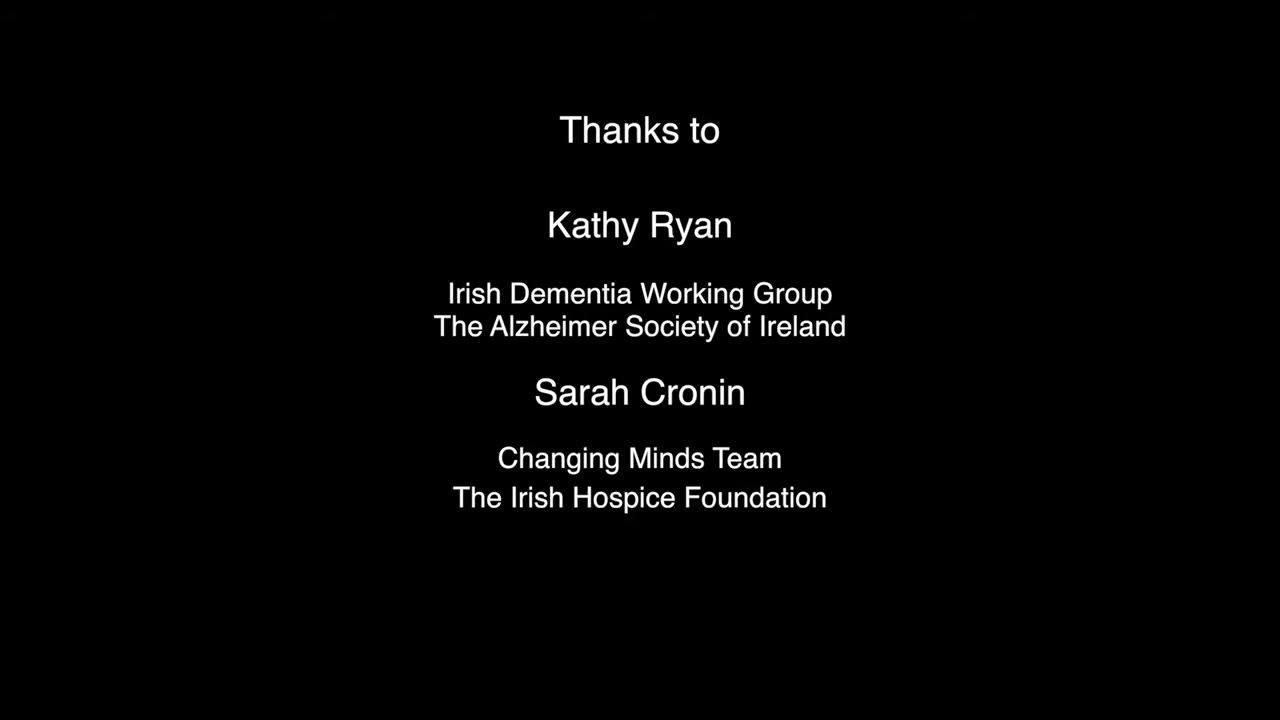 Thanks to
Kathy Ryan
Irish Dementia Working Group
The Alzheimer Society of Ireland
Sarah Cronin
Changing Minds Team
The Irish Hospice Foundation